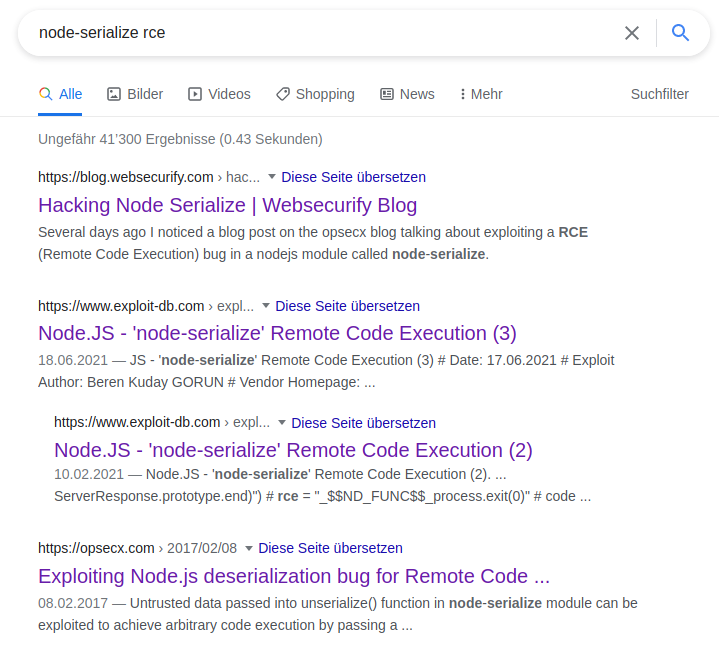 node-serialize rce
Alle Bilder Videos Shopping News Mehr Suchfilter
Ungefähr 41'300 Ergebnisse (0.43 Sekunden)
https://blog.websecurify.com › hac... Diese Seite übersetzen
Hacking Node Serialize | Websecurify Blog
Several days ago I noticed a blog post on the opsecx blog talking about exploiting a RCE
(Remote Code Execution) bug in a nodejs module called node-serialize.
https://www.exploit-db.com › expl... Diese Seite übersetzen
Node.JS - 'node-serialize' Remote Code Execution (3)
18.06.2021 — JS - 'node-serialize' Remote Code Execution (3) # Date: 17.06.2021 # Exploit
Author: Beren Kuday GORUN # Vendor Homepage: ...
https://www.exploit-db.com › expl... Diese Seite übersetzen
Node.JS - 'node-serialize' Remote Code Execution (2)
10.02.2021 — Node.JS - 'node-serialize' Remote Code Execution (2). ...
ServerResponse.prototype.end)") # rce = "_$$ND_FUNC$$_process.exit(0)" # code ...
https://opsecx.com › 2017/02/08 Diese Seite übersetzen
Exploiting Node.js deserialization bug for Remote Code ...
08.02.2017 — Untrusted data passed into unserialize() function in node-serialize module can be
exploited to achieve arbitrary code execution by passing a ...